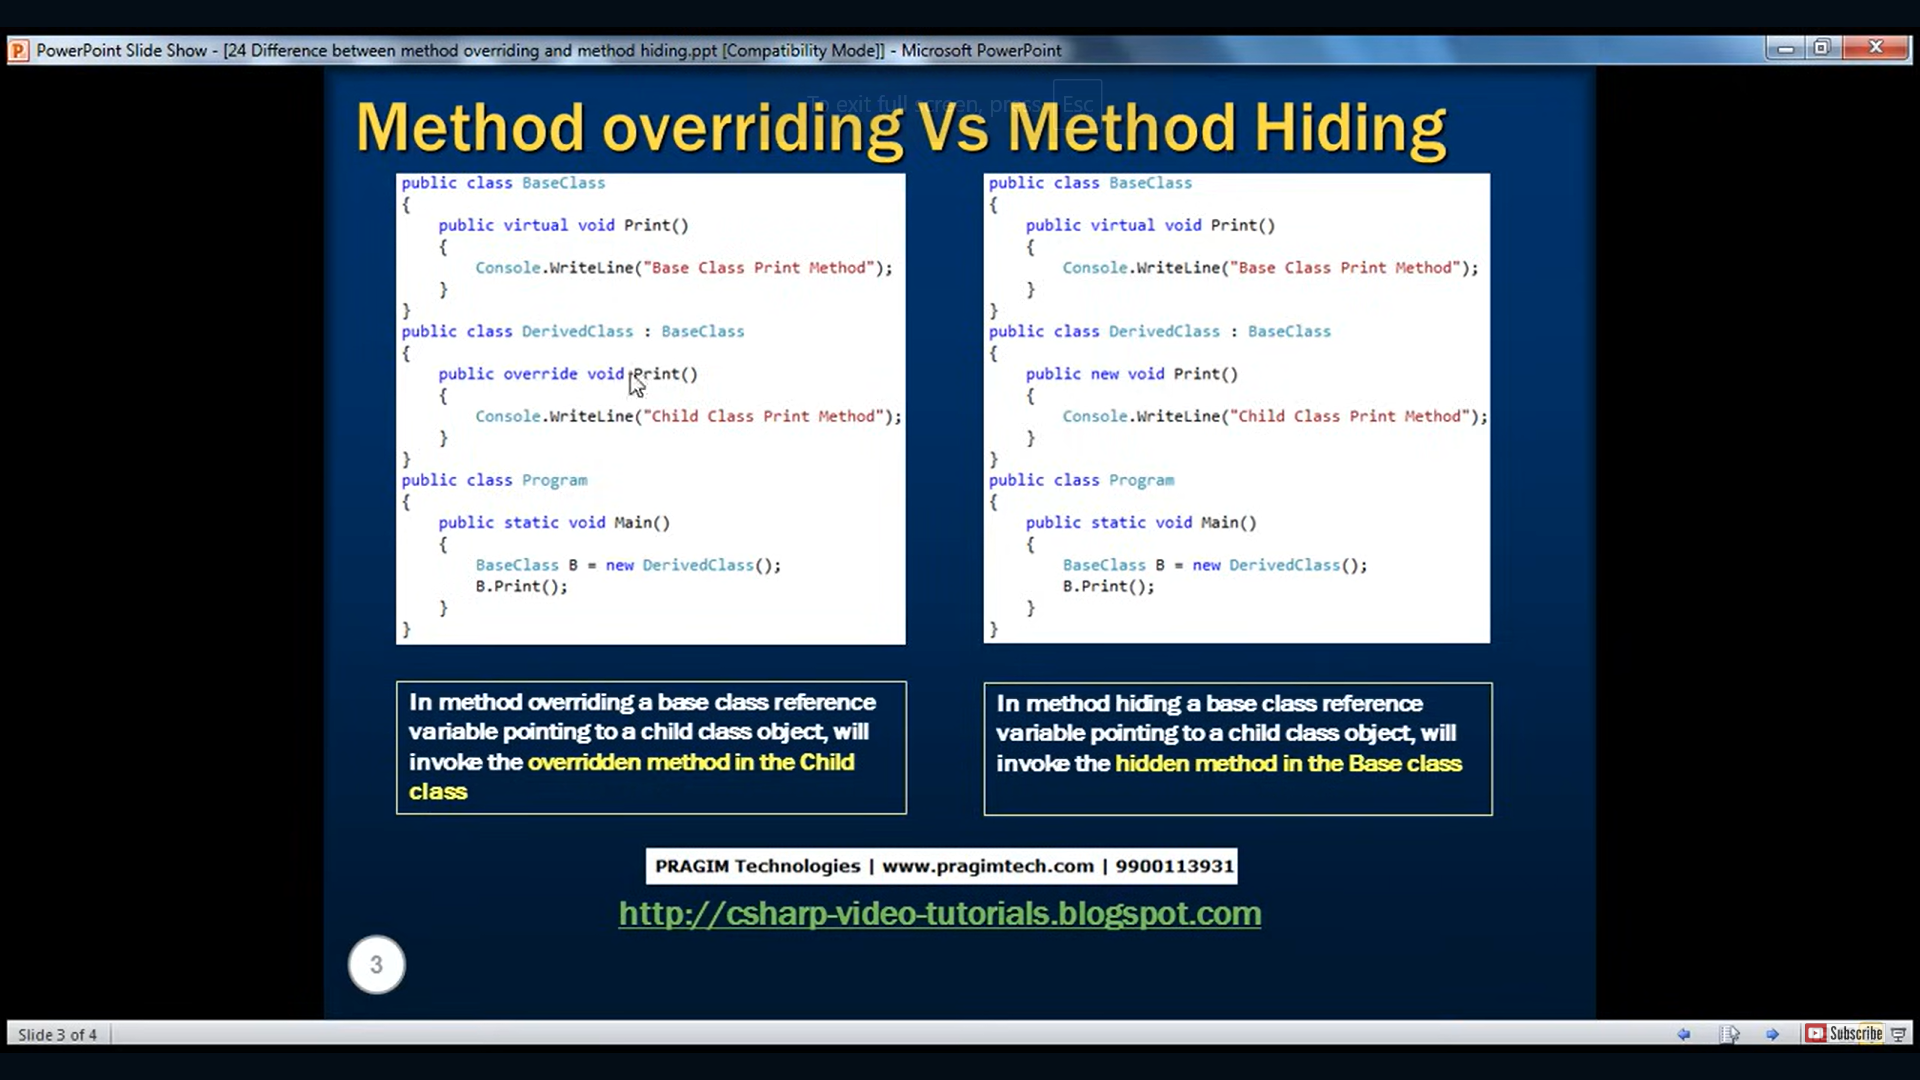 PowerPoint Slide Show - [24 Difference between method overriding and method hiding.ppt [Compatibility Mode]] - Microsoft PowerPoint
To exit full screen, press Esc
Method overriding Vs Method Hiding
public class BaseClass
{
    public virtual void Print()
    {
        Console.WriteLine("Base Class Print Method");
    }
}
public class DerivedClass : BaseClass
{
    public override void Print()
    {
        Console.WriteLine("Child Class Print Method");
    }
}
public class Program
{
    public static void Main()
    {
        BaseClass B = new DerivedClass();
        B.Print();
    }
}
In method overriding a base class reference
variable pointing to a child class object, will
invoke the overridden method in the Child
class
public class BaseClass
{
    public virtual void Print()
    {
        Console.WriteLine("Base Class Print Method");
    }
}
public class DerivedClass : BaseClass
{
    public new void Print()
    {
        Console.WriteLine("Child Class Print Method");
    }
}
public class Program
{
    public static void Main()
    {
        BaseClass B = new DerivedClass();
        B.Print();
    }
}
In method hiding a base class reference
variable pointing to a child class object, will
invoke the hidden method in the Base class
PRAGIM Technologies | www.pragimtech.com | 9900113931
http://csharp-video-tutorials.blogspot.com
3
Slide 3 of 4
Subscribe